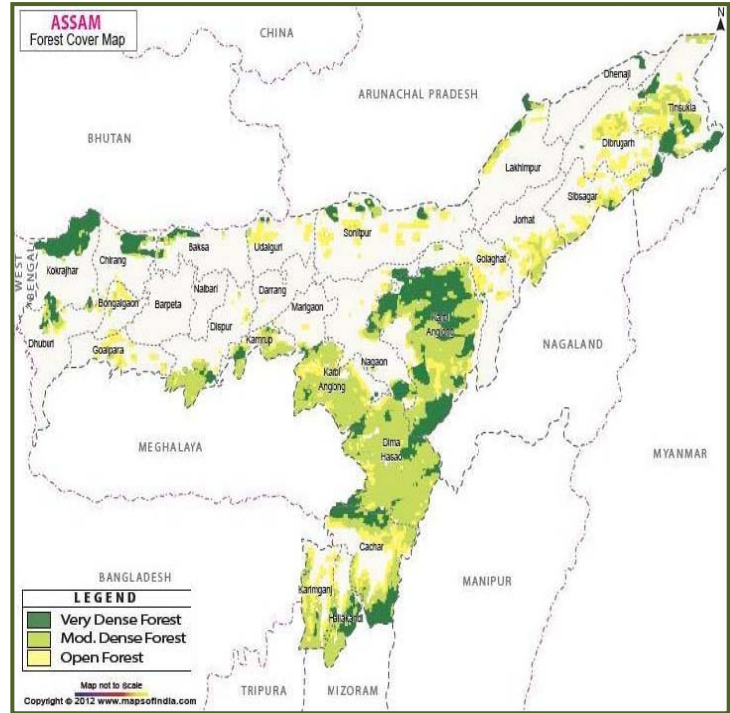 ASSAM
Forest Cover Map
N
CHINA
ARUNACHAL PRADESH
BHUTAN
Dhemaji
Tinsukia
Dibrugarh
Lakhimpur
Sibsagar
Jorhat
Sonitpur
Udalguri
Baksa
Chirang
Kokrajhar
WEST
BENGAL
Golaghat
Nalbari
Darrang
Marigaon
Bongaigaon
Barpeta
Dispur
Karbi
Anglong
Dhuburi
Goalpara
Kamrup
Nagaon
NAGALAND
Karbi
Anglong
MEGHALAYA
Dima
Hasao
MYANMAR
Cachar
BANGLADESH
MANIPUR
Karimganj
Hailakandi
LEGEND
Very Dense Forest
Mod. Dense Forest
Open Forest
Map not to Scale
Copyright © 2012 www.mapsofindia.com
TRIPURA
MIZORAM